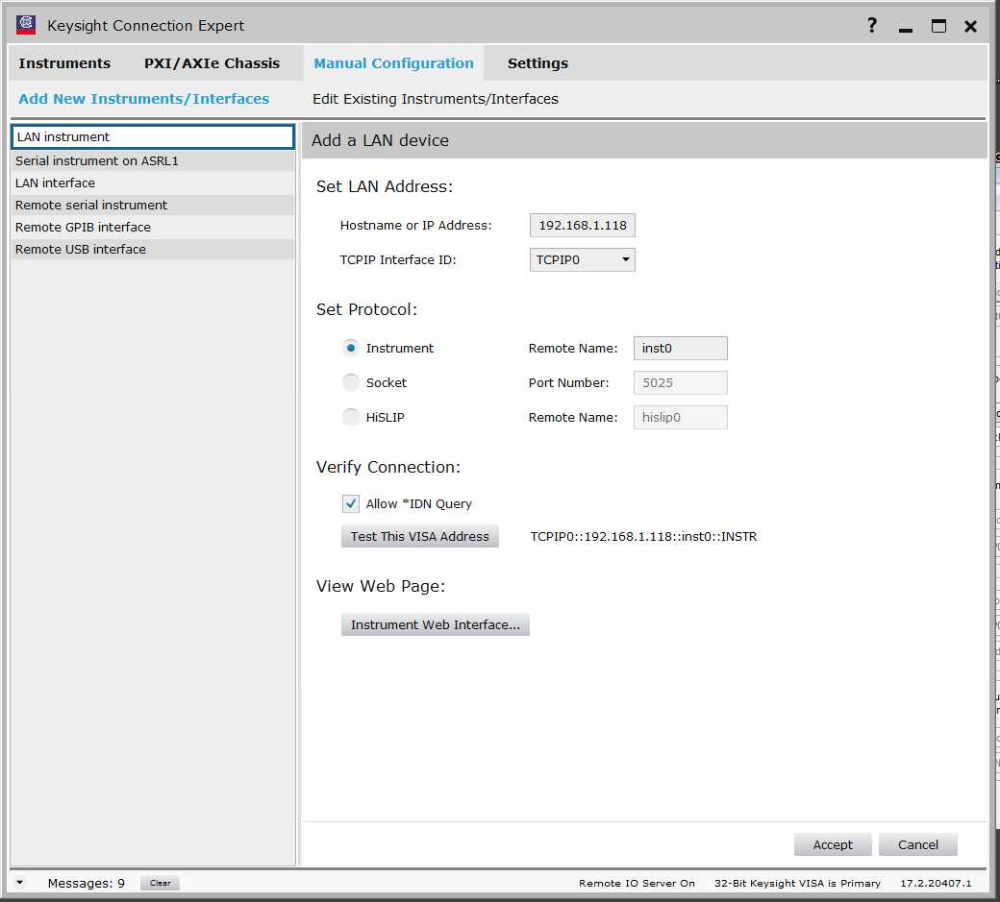 Keysight Connection Expert
?
Instruments PXI/AXIe Chassis Manual Configuration Settings
Add New Instruments/Interfaces Edit Existing Instruments/Interfaces
LAN instrument
Serial instrument on ASRL1
LAN interface
Remote serial instrument
Remote GPIB interface
Remote USB interface
Add a LAN device
Set LAN Address:
Hostname or IP Address: 192.168.1.118
TCPIP Interface ID: TCPIP0
Set Protocol:
Instrument Remote Name: inst0
Socket Port Number: 5025
HiSLIP Remote Name: hislip0
Verify Connection:
Allow *IDN Query
Test This VISA Address TCPIP0::192.168.1.118::inst0::INSTR
View Web Page:
Instrument Web Interface...
Accept Cancel
Messages: 9 Clear Remote IO Server On 32-Bit Keysight VISA is Primary 17.2.20407.1